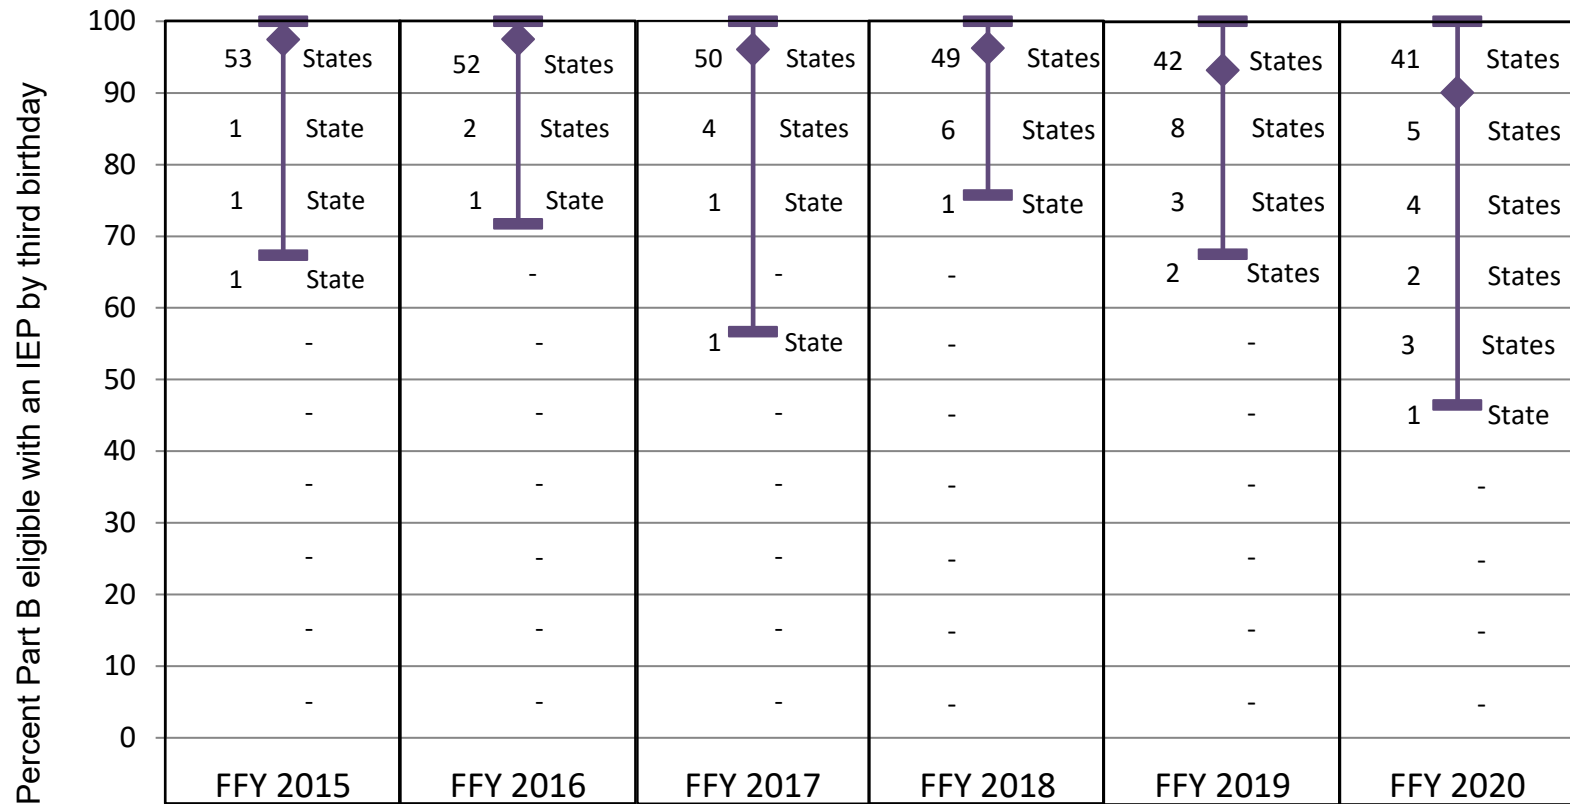 Percent Part B eligible with an IEP by third birthday
100
53 States 52 States 50 States 49 States 42 States 41 States
90
1 State 2 States 4 States 6 States 8 States 5 States
80
1 State 1 State 1 State 1 State 3 States 4 States
70
1 State - - - 2 States 2 States
60
- - 1 State - - 3 States
50
- - - - - 1 State
40
- - - - - -
30
- - - - - -
20
- - - - - -
10
- - - - - -
0
FFY 2015 FFY 2016 FFY 2017 FFY 2018 FFY 2019 FFY 2020